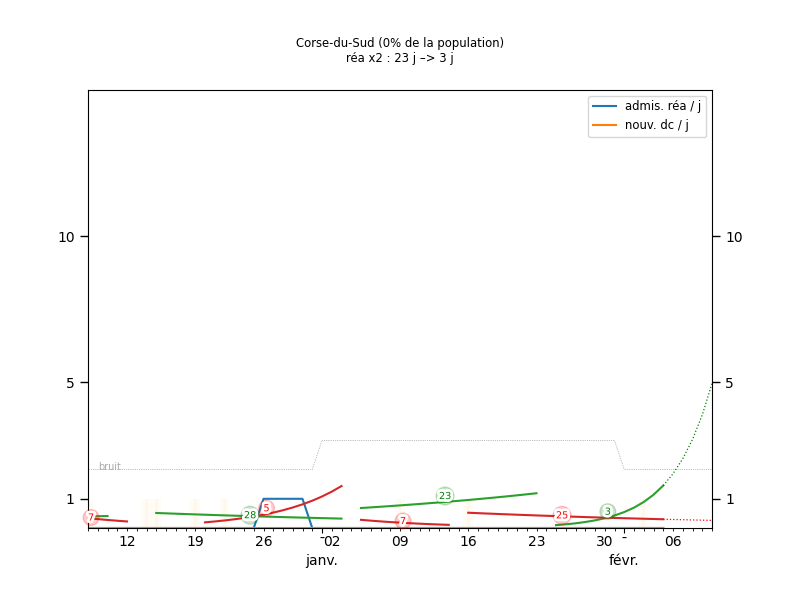 Corse-du-Sud (0% de la population)
réa x2 : 23 j –> 3 j
admis. réa / j
nouv. dc / j
10 10
5 5
bruit
1 1
7 28 5 7 23 25 3
12 19 26 02 09 16 23 30 06
janv. févr.